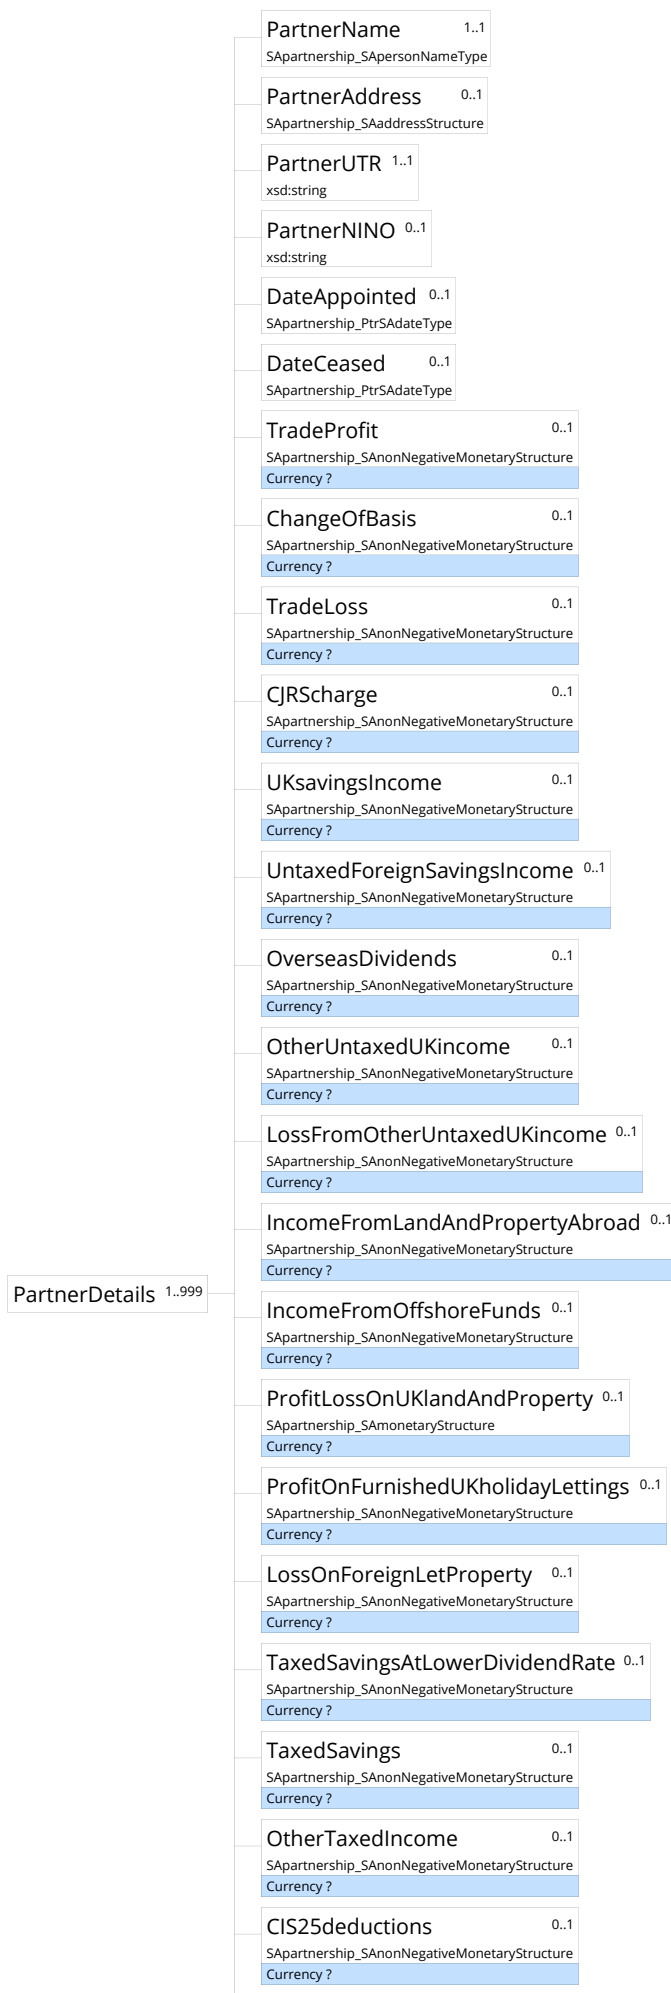 PartnerName 1..1
SApartnership_SApersonNameType
PartnerAddress 0..1
SApartnership_SAaddressStructure
PartnerUTR 1..1
xsd:string
PartnerNINO 0..1
xsd:string
DateAppointed 0..1
SApartnership_PtrSAdateType
DateCeased 0..1
SApartnership_PtrSAdateType
TradeProfit 0..1
SApartnership_SAnonNegativeMonetaryStructure
Currency ?
ChangeOfBasis 0..1
SApartnership_SAnonNegativeMonetaryStructure
Currency ?
TradeLoss 0..1
SApartnership_SAnonNegativeMonetaryStructure
Currency ?
CJRScharge 0..1
SApartnership_SAnonNegativeMonetaryStructure
Currency ?
UKsavingsIncome 0..1
SApartnership_SAnonNegativeMonetaryStructure
Currency ?
UntaxedForeignSavingsIncome 0..1
SApartnership_SAnonNegativeMonetaryStructure
Currency ?
OverseasDividends 0..1
SApartnership_SAnonNegativeMonetaryStructure
Currency ?
OtherUntaxedUKincome 0..1
SApartnership_SAnonNegativeMonetaryStructure
Currency ?
LossFromOtherUntaxedUKincome 0..1
SApartnership_SAnonNegativeMonetaryStructure
Currency ?
IncomeFromLandAndPropertyAbroad 0..1
SApartnership_SAnonNegativeMonetaryStructure
Currency ?
PartnerDetails 1..999
IncomeFromOffshoreFunds 0..1
SApartnership_SAnonNegativeMonetaryStructure
Currency ?
ProfitLossOnUKlandAndProperty 0..1
SApartnership_SAmonetaryStructure
Currency ?
ProfitOnFurnishedUKholidayLettings 0..1
SApartnership_SAnonNegativeMonetaryStructure
Currency ?
LossOnForeignLetProperty 0..1
SApartnership_SAnonNegativeMonetaryStructure
Currency ?
TaxedSavingsAtLowerDividendRate 0..1
SApartnership_SAnonNegativeMonetaryStructure
Currency ?
TaxedSavings 0..1
SApartnership_SAnonNegativeMonetaryStructure
Currency ?
OtherTaxedIncome 0..1
SApartnership_SAnonNegativeMonetaryStructure
Currency ?
CIS25deductions 0..1
SApartnership_SAnonNegativeMonetaryStructure
Currency ?